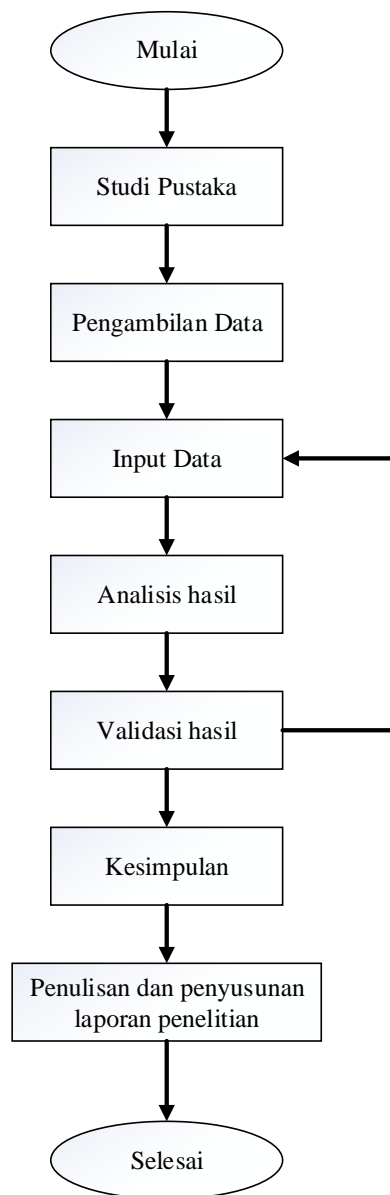 Mulai
Studi Pustaka
Pengambilan Data
Input Data
Analisis hasil
Validasi hasil
Kesimpulan
Penulisan dan penyusunan
laporan penelitian
Selesai